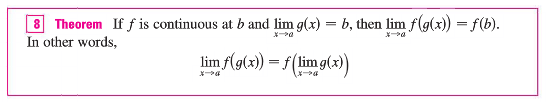 8 Theorem If f is continuous at b and lim x→a g(x) = b, then lim x→a f(g(x)) = f(b).
In other words,
lim x→a f(g(x)) = f(lim x→a g(x))